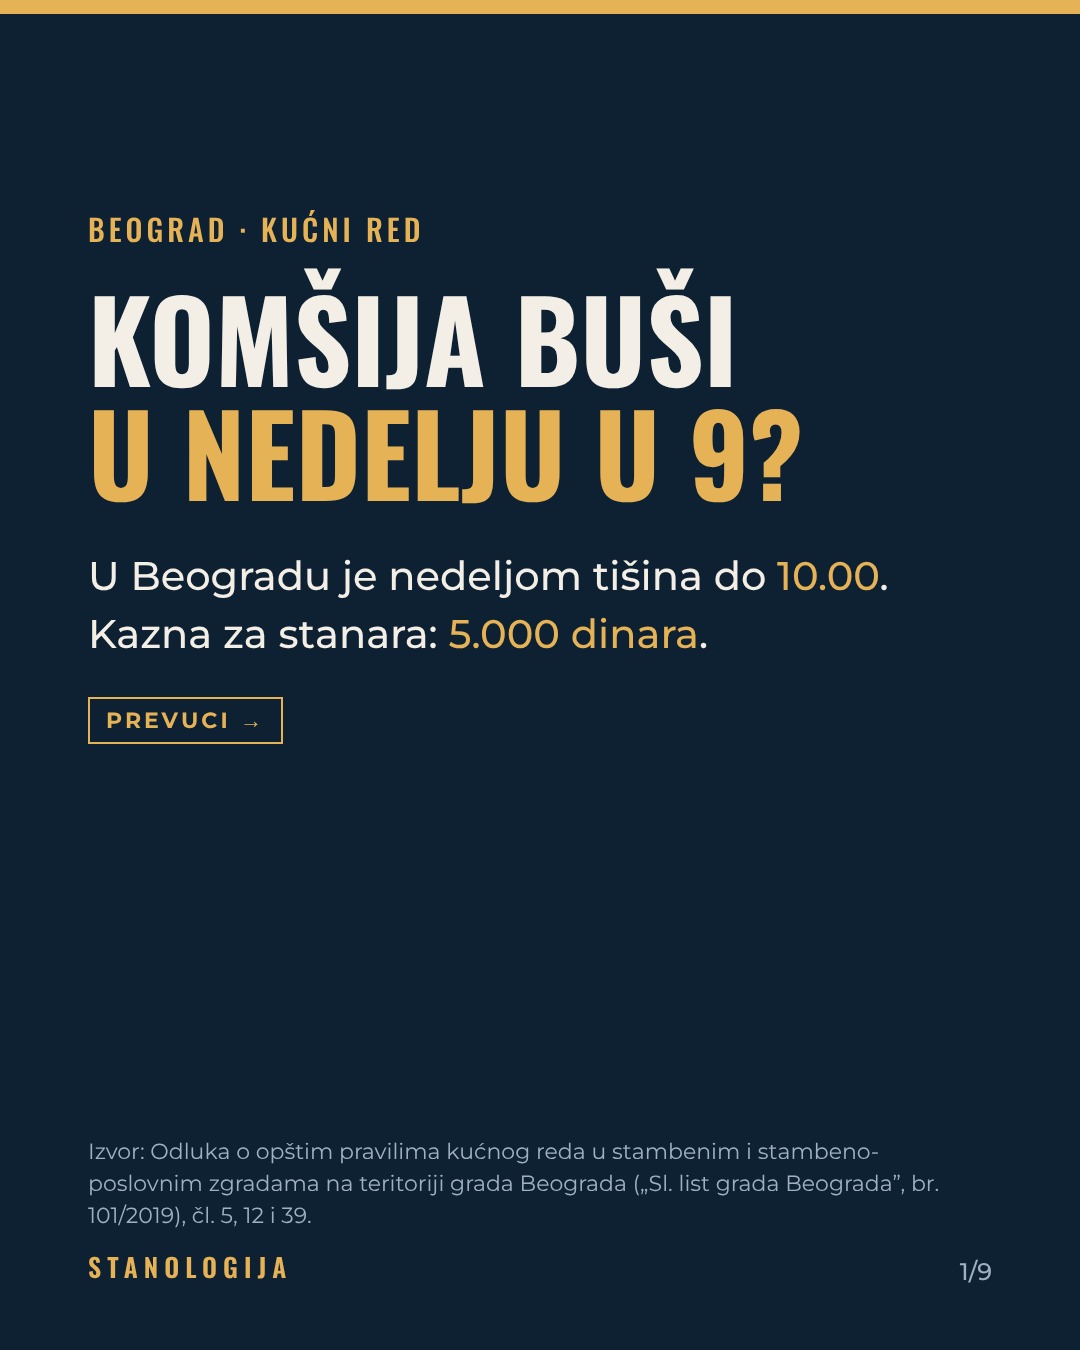 BEOGRAD · KUĆNI RED
KOMŠIJA BUŠI
U NEDELJU U 9?
U Beogradu je nedeljom tišina do 10.00.
Kazna za stanara: 5.000 dinara.
PREVUCI →
Izvor: Odluka o opštim pravilima kućnog reda u stambenim i stambeno-
poslovnim zgradama na teritoriji grada Beograda („Sl. list grada Beograda”, br.
101/2019), čl. 5, 12 i 39.
STANOLOGIJA
1/9